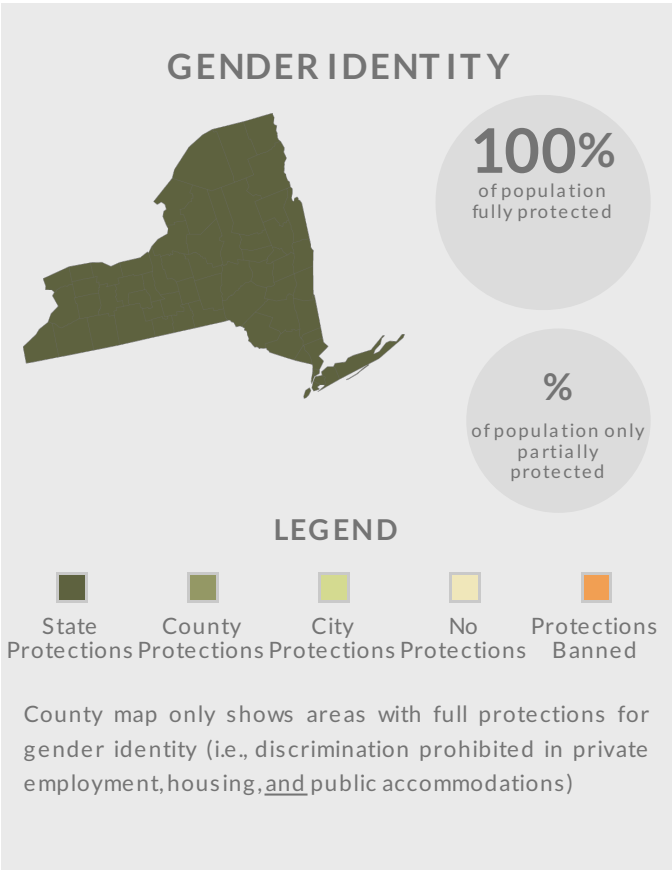 GENDER IDENTITY
100%
of population
fully protected
%
of population only
partially
protected
LEGEND
State
Protections
County
Protections
City
Protections
No
Protections
Protections
Banned
County map only shows areas with full protections for
gender identity (i.e., discrimination prohibited in private
employment, housing, and public accommodations)